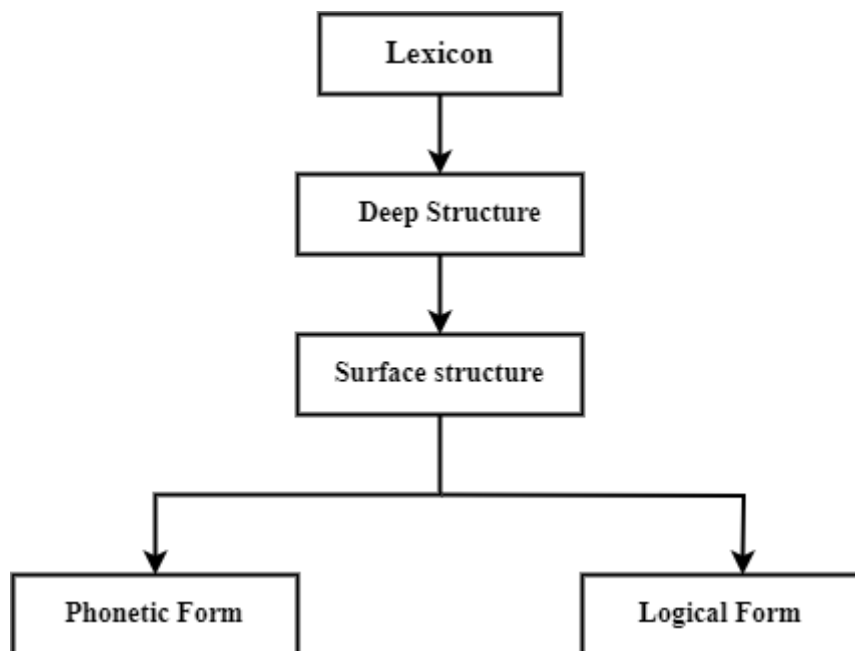 Lexicon
Deep Structure
Surface structure
Phonetic Form
Logical Form